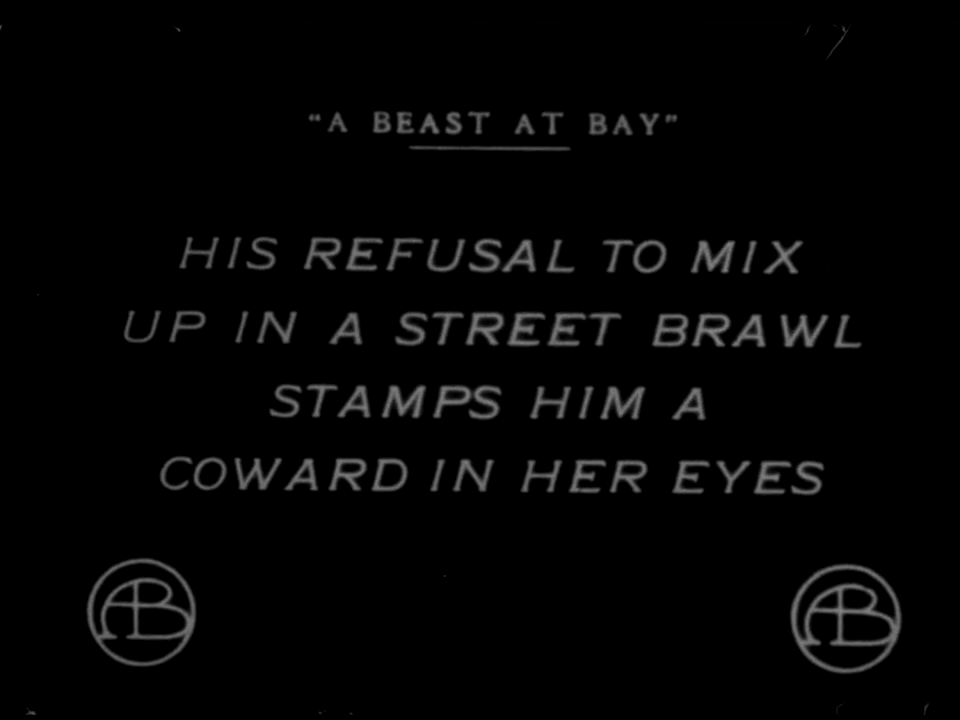 "A BEAST AT BAY"
HIS REFUSAL TO MIX
UP IN A STREET BRAWL
STAMPS HIM A
COWARD IN HER EYES
AB AB